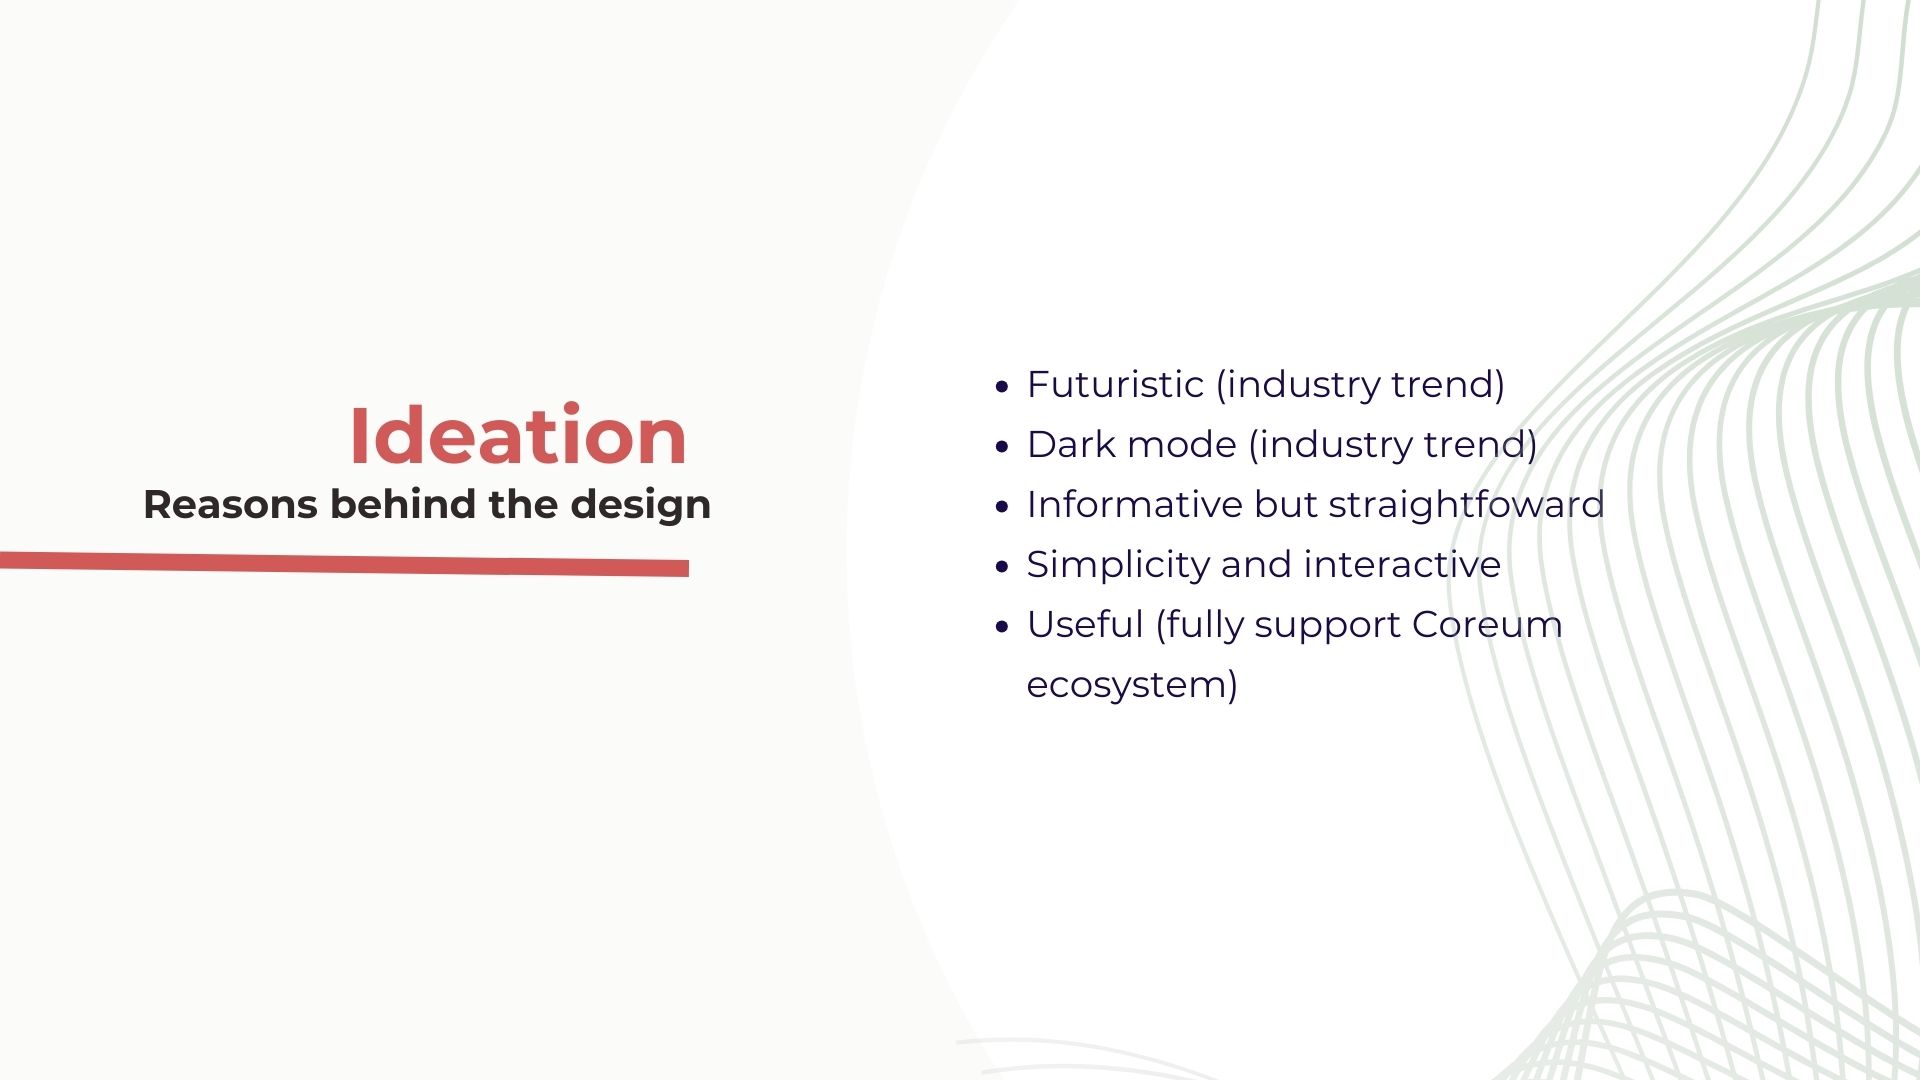 Ideation
Reasons behind the design
• Futuristic (industry trend)
• Dark mode (industry trend)
• Informative but straightfoward
• Simplicity and interactive
• Useful (fully support Coreum
ecosystem)